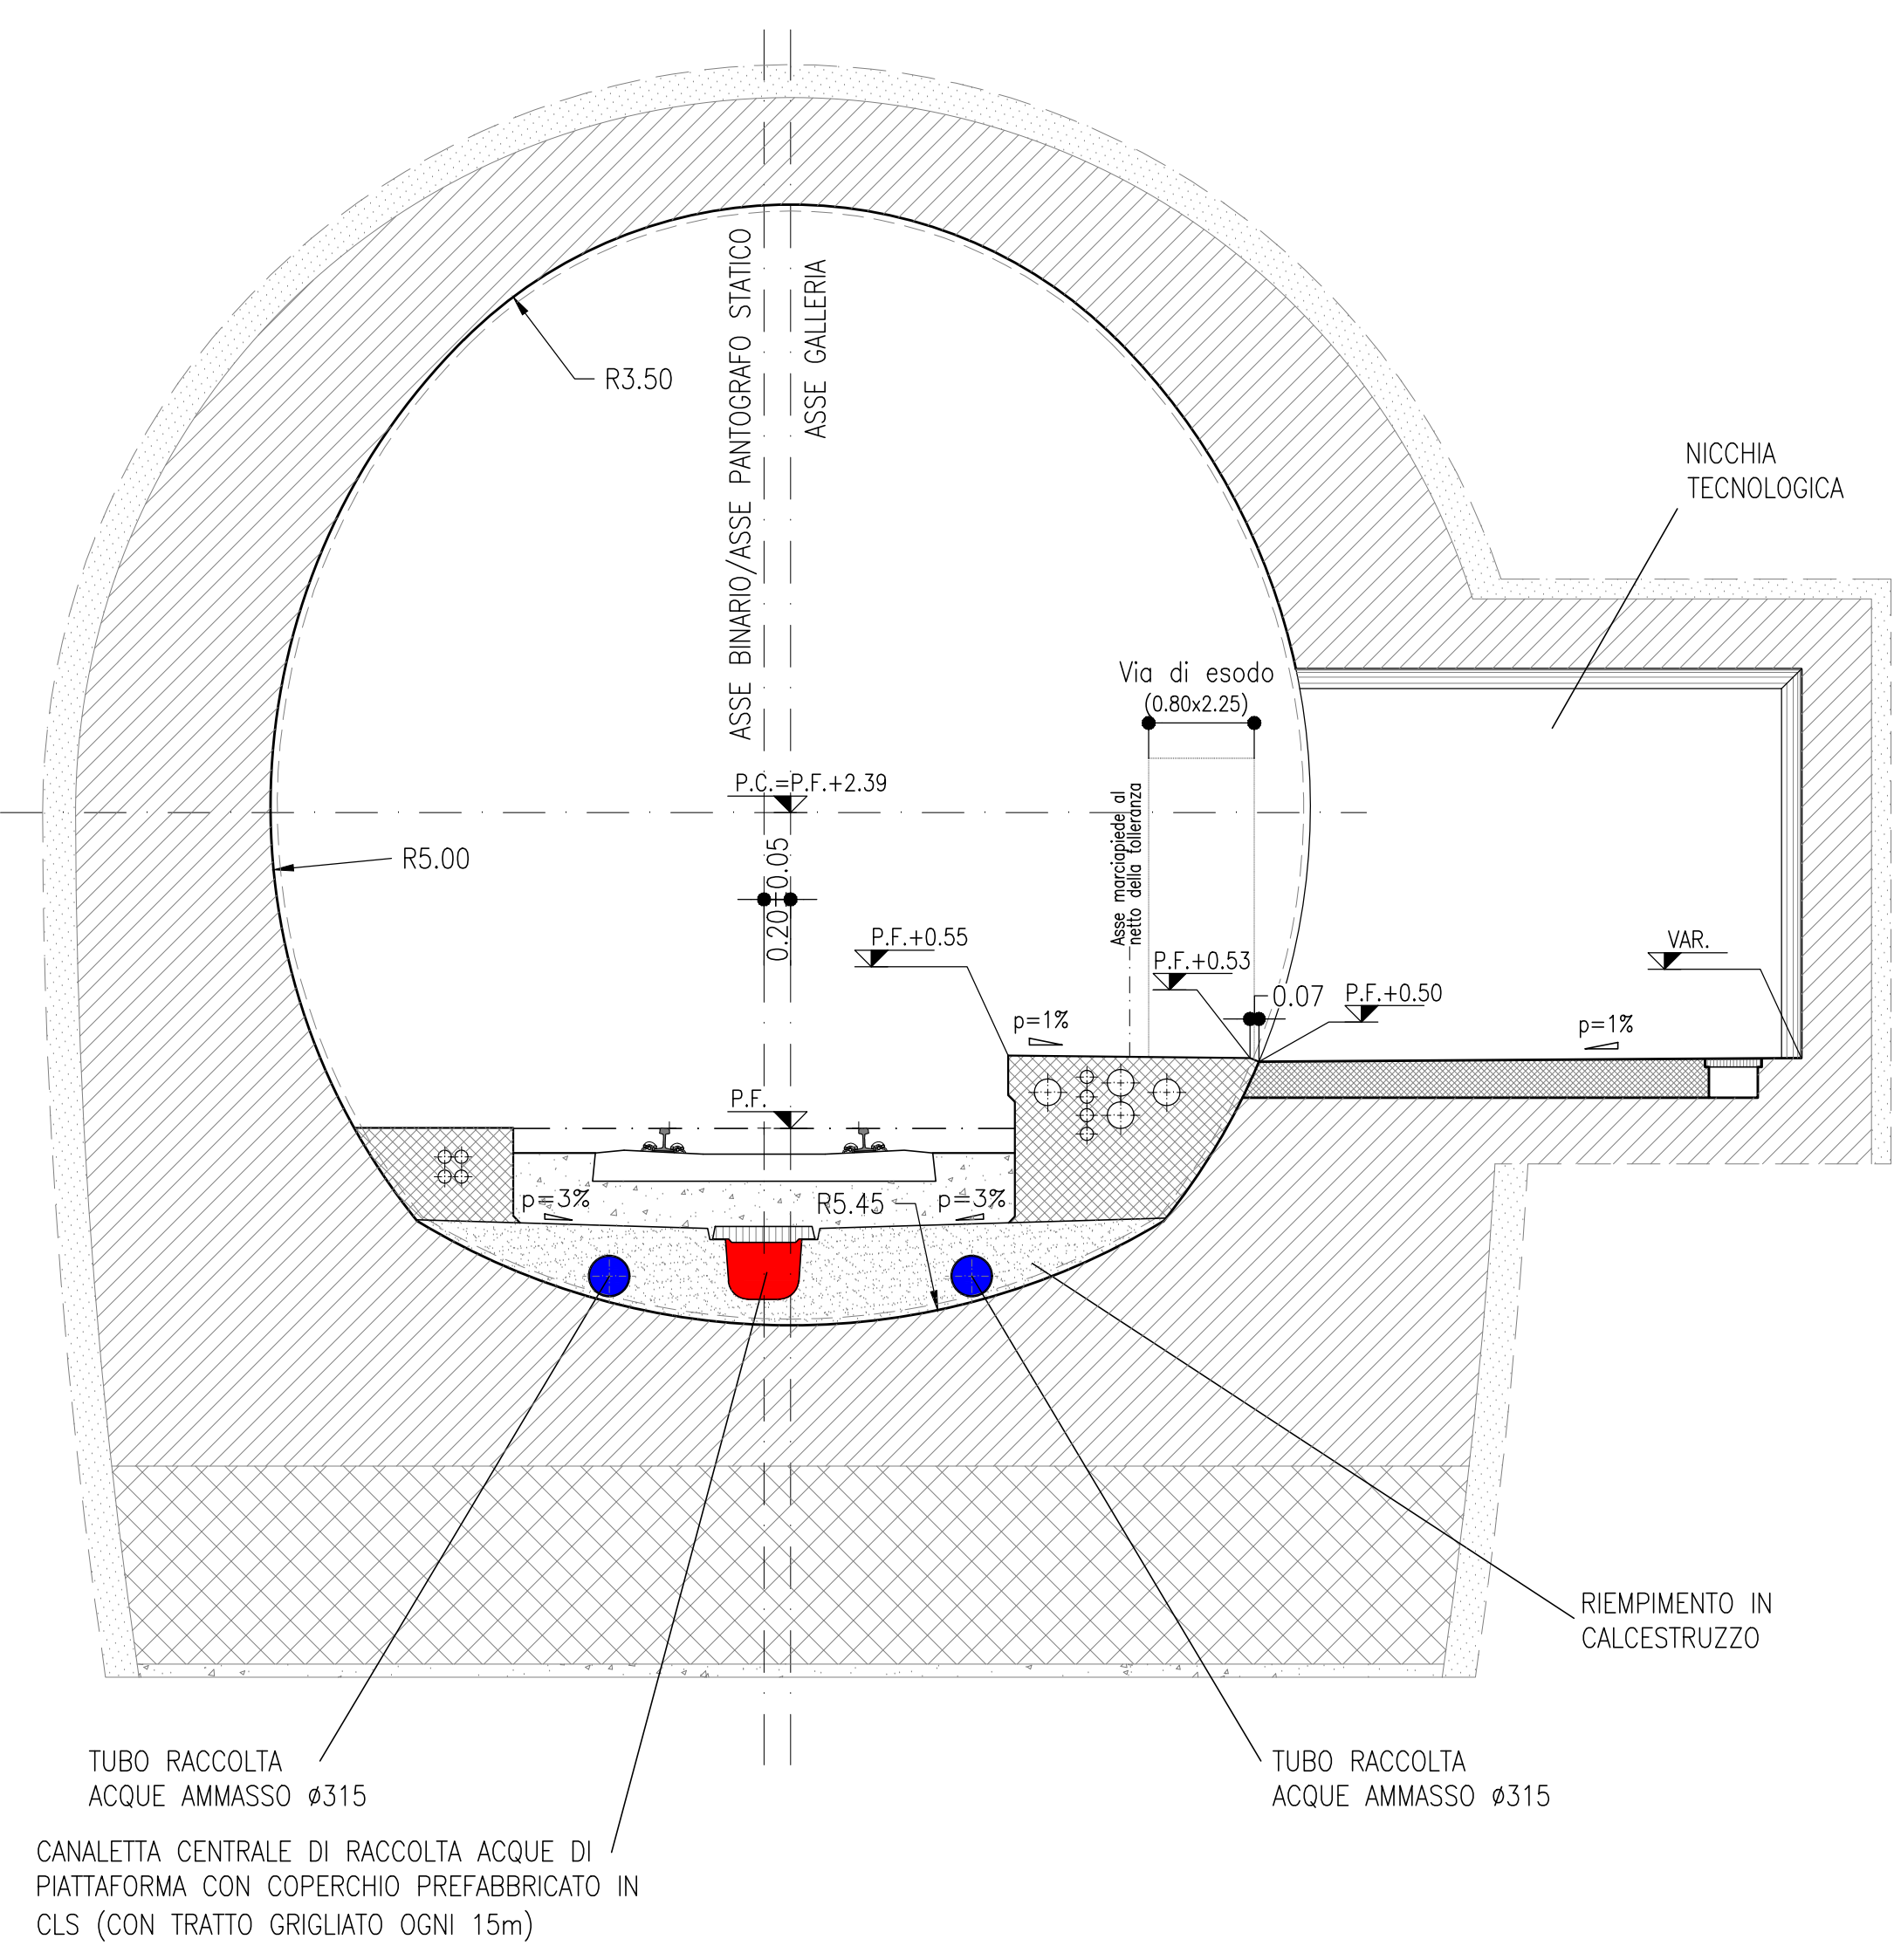 ASSE BINARIO/ASSE PANTOGRAFO STATICO
ASSE GALLERIA
R3.50
NICCHIA
TECNOLOGICA
Via di esodo
(0.80x2.25)
P.C.=P.F.+2.39
Asse marciapiede al
netto della tolleranza
R5.00
0.20+0.05
P.F.+0.55
P.F.+0.53
VAR.
0.07
P.F.+0.50
p=1%
p=1%
P.F.
p=3%
R5.45
p=3%
RIEMPIMENTO IN
CALCESTRUZZO
TUBO RACCOLTA
ACQUE AMMASSO ø315
TUBO RACCOLTA
ACQUE AMMASSO ø315
CANALETTA CENTRALE DI RACCOLTA ACQUE DI
PIATTAFORMA CON COPERCHIO PREFABBRICATO IN
CLS (CON TRATTO GRIGLIATO OGNI 15m)